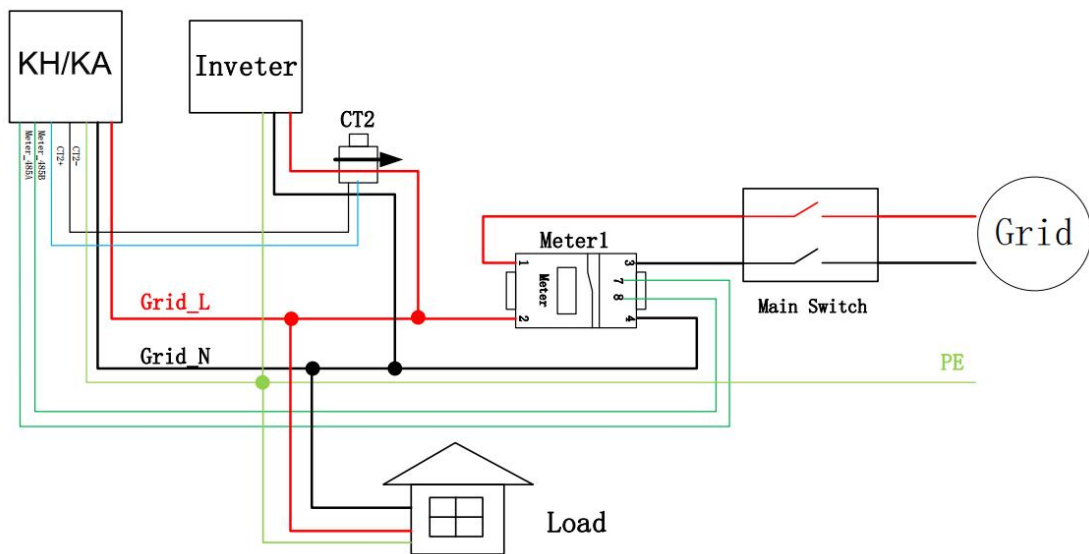 KH/KA
Inveter
CT2
Meter_485A
Meter_485B
CT2+
CT2-
Meter1
Grid
1
3
Meter
7
8
2
4
Main Switch
Grid_L
Grid_N
PE
Load